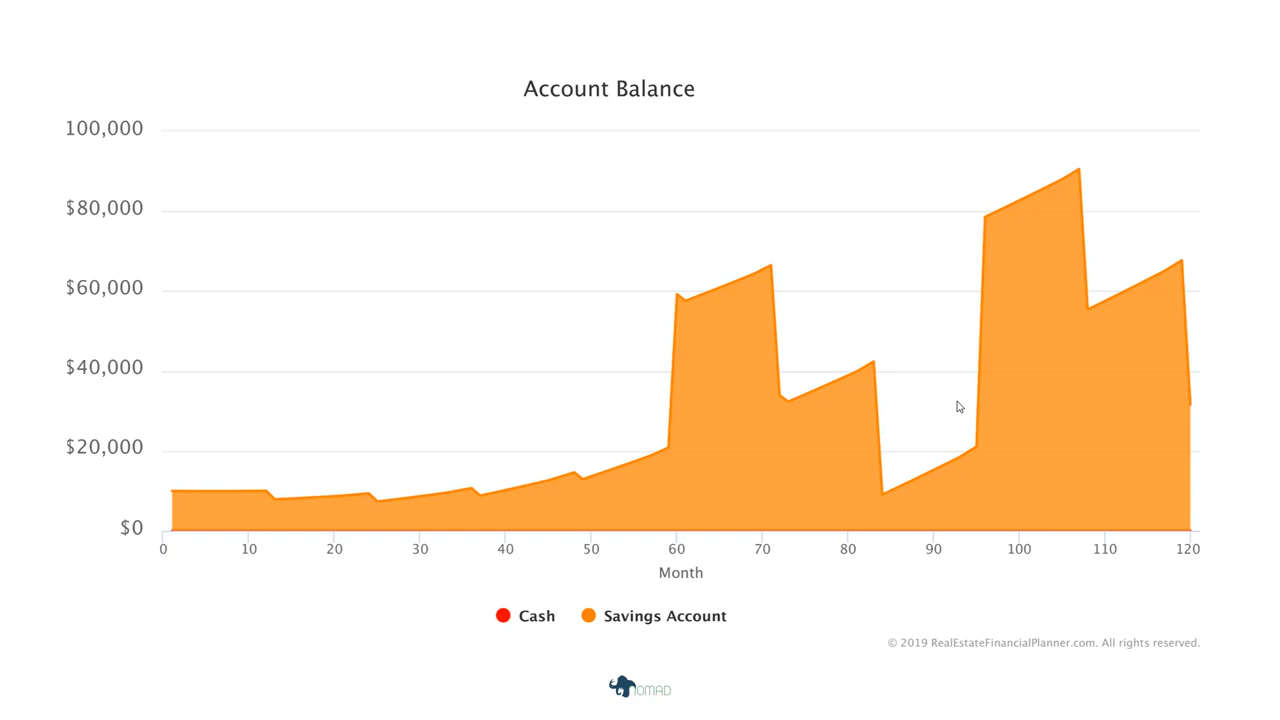 Account Balance
100,000
$80,000
$60,000
$40,000
$20,000
$0
0 10 20 30 40 50 60 70 80 90 100 110 120
Month
Cash Savings Account
© 2019 RealEstateFinancialPlanner.com. All rights reserved.
NOMAD